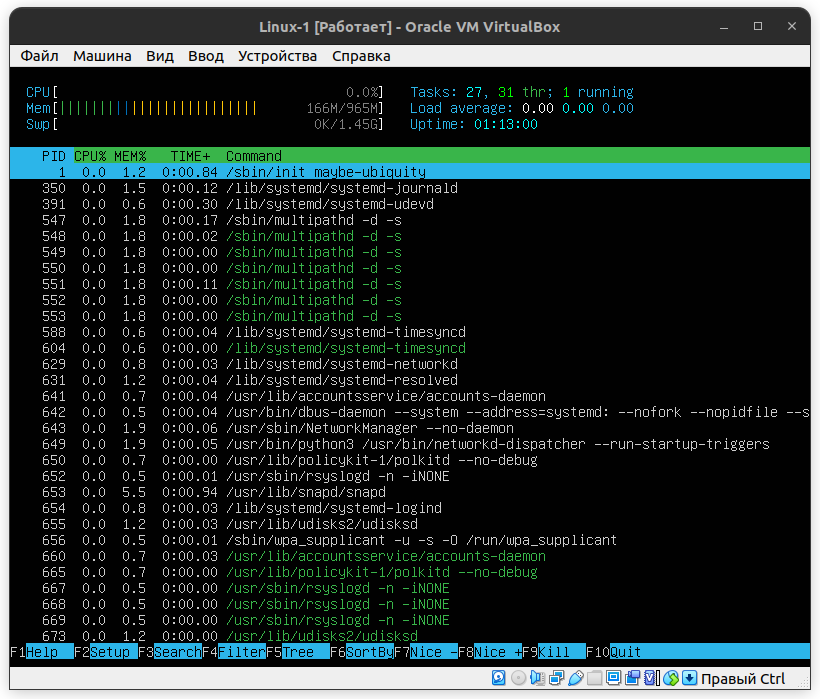 Linux-1 [Работает] - Oracle VM VirtualBox
Файл Машина Вид Ввод Устройства Справка
CPU[ 0.0%] Tasks: 27, 31 thr; 1 running
Mem[|||||||||||||||||||||||||| 166M/965M] Load average: 0.00 0.00 0.00
Swp[ 0K/1.45G] Uptime: 01:13:00
PID CPU% MEM% TIME+ Command
1 0.0 1.2 0:00.84 /sbin/init maybe-ubiquity
350 0.0 1.5 0:00.12 /lib/systemd/systemd-journald
391 0.0 0.6 0:00.30 /lib/systemd/systemd-udevd
547 0.0 1.8 0:00.17 /sbin/multipathd -d -s
548 0.0 1.8 0:00.02 /sbin/multipathd -d -s
549 0.0 1.8 0:00.00 /sbin/multipathd -d -s
550 0.0 1.8 0:00.00 /sbin/multipathd -d -s
551 0.0 1.8 0:00.11 /sbin/multipathd -d -s
552 0.0 1.8 0:00.00 /sbin/multipathd -d -s
553 0.0 1.8 0:00.00 /sbin/multipathd -d -s
588 0.0 0.6 0:00.04 /lib/systemd/systemd-timesyncd
604 0.0 0.6 0:00.00 /lib/systemd/systemd-timesyncd
629 0.0 0.8 0:00.03 /lib/systemd/systemd-networkd
631 0.0 1.2 0:00.04 /lib/systemd/systemd-resolved
641 0.0 0.7 0:00.04 /usr/lib/accountsservice/accounts-daemon
642 0.0 0.5 0:00.04 /usr/bin/dbus-daemon --system --address=systemd: --nofork --nopidfile --s
643 0.0 1.9 0:00.06 /usr/sbin/NetworkManager --no-daemon
649 0.0 1.9 0:00.05 /usr/bin/python3 /usr/bin/networkd-dispatcher --run-startup-triggers
650 0.0 0.7 0:00.00 /usr/lib/policykit-1/polkitd --no-debug
652 0.0 0.5 0:00.01 /usr/sbin/rsyslogd -n -iNONE
653 0.0 5.5 0:00.94 /usr/lib/snapd/snapd
654 0.0 0.8 0:00.03 /lib/systemd/systemd-logind
655 0.0 1.2 0:00.03 /usr/lib/udisks2/udisksd
656 0.0 0.5 0:00.01 /sbin/wpa_supplicant -u -s -O /run/wpa_supplicant
660 0.0 0.7 0:00.03 /usr/lib/accountsservice/accounts-daemon
665 0.0 0.7 0:00.00 /usr/lib/policykit-1/polkitd --no-debug
667 0.0 0.5 0:00.00 /usr/sbin/rsyslogd -n -iNONE
668 0.0 0.5 0:00.00 /usr/sbin/rsyslogd -n -iNONE
669 0.0 0.5 0:00.00 /usr/sbin/rsyslogd -n -iNONE
673 0.0 1.2 0:00.00 /usr/lib/udisks2/udisksd
F1Help F2Setup F3SearchF4FilterF5Tree F6SortByF7Nice -F8Nice +F9Kill F10Quit
Правый Ctrl